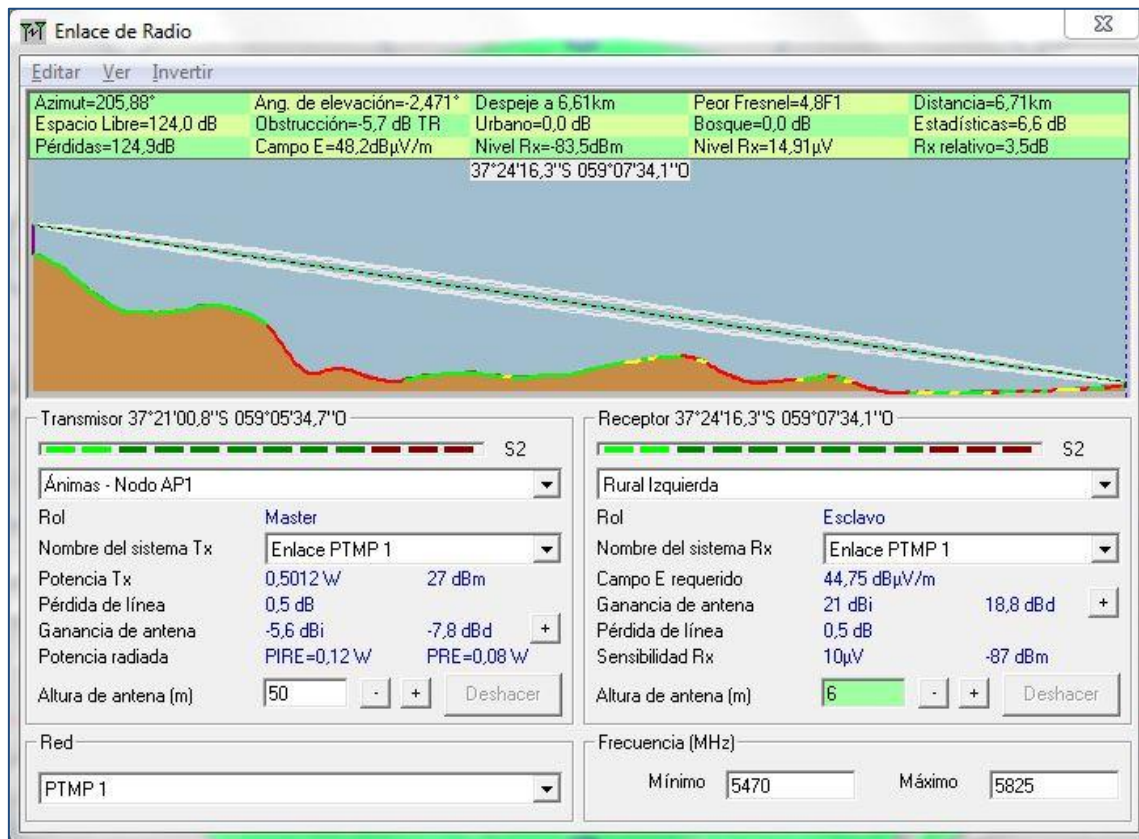 Enlace de Radio
Editar Ver Invertir
Azimut=205,88° Ang. de elevación=-2,471° Despeje a 6,61km Peor Fresnel=4,8F1 Distancia=6,71km
Espacio Libre=124,0 dB Obstrucción=-5,7 dB TR Urbano=0,0 dB Bosque=0,0 dB Estadísticas=6,6 dB
Pérdidas=124,9dB Campo E=48,2dBµV/m Nivel Rx=-83,5dBm Nivel Rx=14,91µV Rx relativo=3,5dB
37°24'16,3''S 059°07'34,1''O
Transmisor 37°21'00,8''S 059°05'34,7''O
S2
Ánimas - Nodo AP1
Rol Master
Nombre del sistema Tx Enlace PTMP 1
Potencia Tx 0,5012 W 27 dBm
Pérdida de línea 0,5 dB
Ganancia de antena -5,6 dBi -7,8 dBd +
Potencia radiada PIRE=0,12 W PRE=0,08 W
Altura de antena (m) 50 - + Deshacer
Red
PTMP 1
Receptor 37°24'16,3''S 059°07'34,1''O
S2
Rural Izquierda
Rol Esclavo
Nombre del sistema Rx Enlace PTMP 1
Campo E requerido 44,75 dBµV/m
Ganancia de antena 21 dBi 18,8 dBd +
Pérdida de línea 0,5 dB
Sensibilidad Rx 10µV -87 dBm
Altura de antena (m) 6 - + Deshacer
Frecuencia (MHz)
Mínimo 5470 Máximo 5825